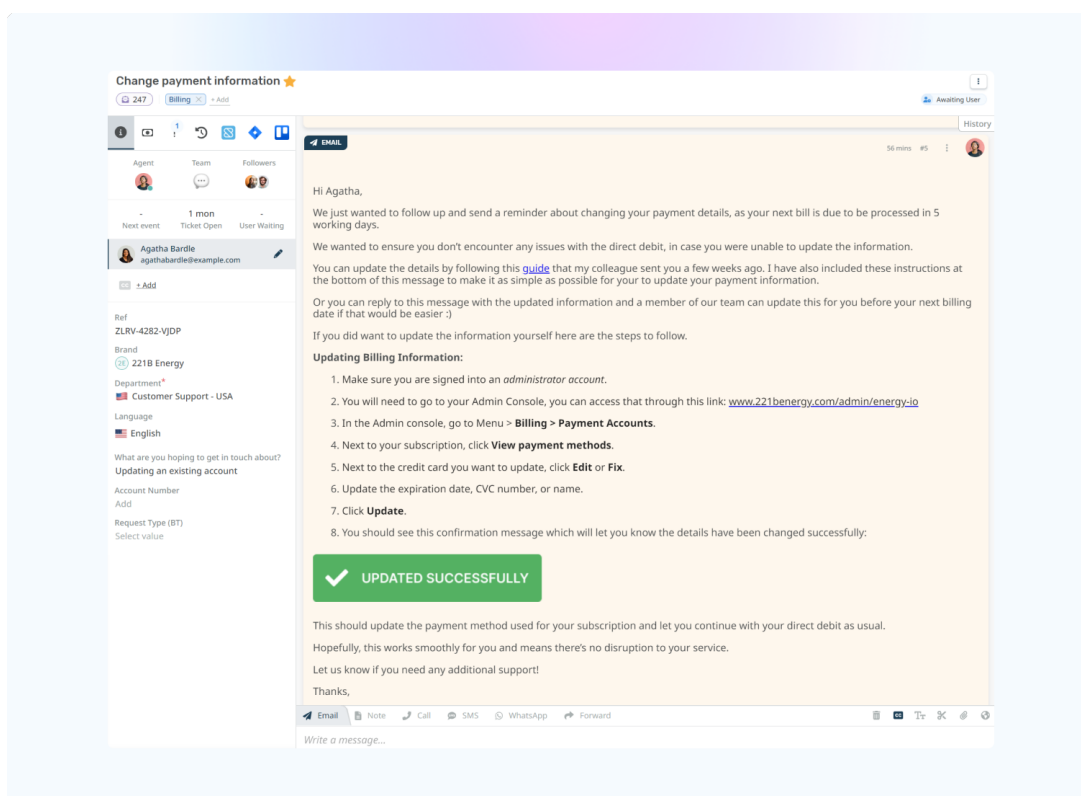 Change payment information
247
Billing
+ Add
Awaiting User
History
1
EMAIL
56 mins #5
Agent
Team
Followers
-
1 mon
-
Next event
Ticket Open
User Waiting
Agatha Bardle
agathabardle@example.com
CC
+ Add
Ref
ZLRV-4282-VJDP
Brand
2E 221B Energy
Department*
Customer Support - USA
Language
English
What are you hoping to get in touch about?
Updating an existing account
Account Number
Add
Request Type (BT)
Select value
Hi Agatha,
We just wanted to follow up and send a reminder about changing your payment details, as your next bill is due to be processed in 5
working days.
We wanted to ensure you don't encounter any issues with the direct debit, in case you were unable to update the information.
You can update the details by following this guide that my colleague sent you a few weeks ago. I have also included these instructions at
the bottom of this message to make it as simple as possible for your to update your payment information.
Or you can reply to this message with the updated information and a member of our team can update this for you before your next billing
date if that would be easier :)
If you did want to update the information yourself here are the steps to follow.
Updating Billing Information:
1. Make sure you are signed into an administrator account.
2. You will need to go to your Admin Console, you can access that through this link: www.221benergy.com/admin/energy-io
3. In the Admin console, go to Menu > Billing > Payment Accounts.
4. Next to your subscription, click View payment methods.
5. Next to the credit card you want to update, click Edit or Fix.
6. Update the expiration date, CVC number, or name.
7. Click Update.
8. You should see this confirmation message which will let you know the details have been changed successfully:
UPDATED SUCCESSFULLY
This should update the payment method used for your subscription and let you continue with your direct debit as usual.
Hopefully, this works smoothly for you and means there's no disruption to your service.
Let us know if you need any additional support!
Thanks,
Email
Note
Call
SMS
WhatsApp
Forward
CC
Write a message...